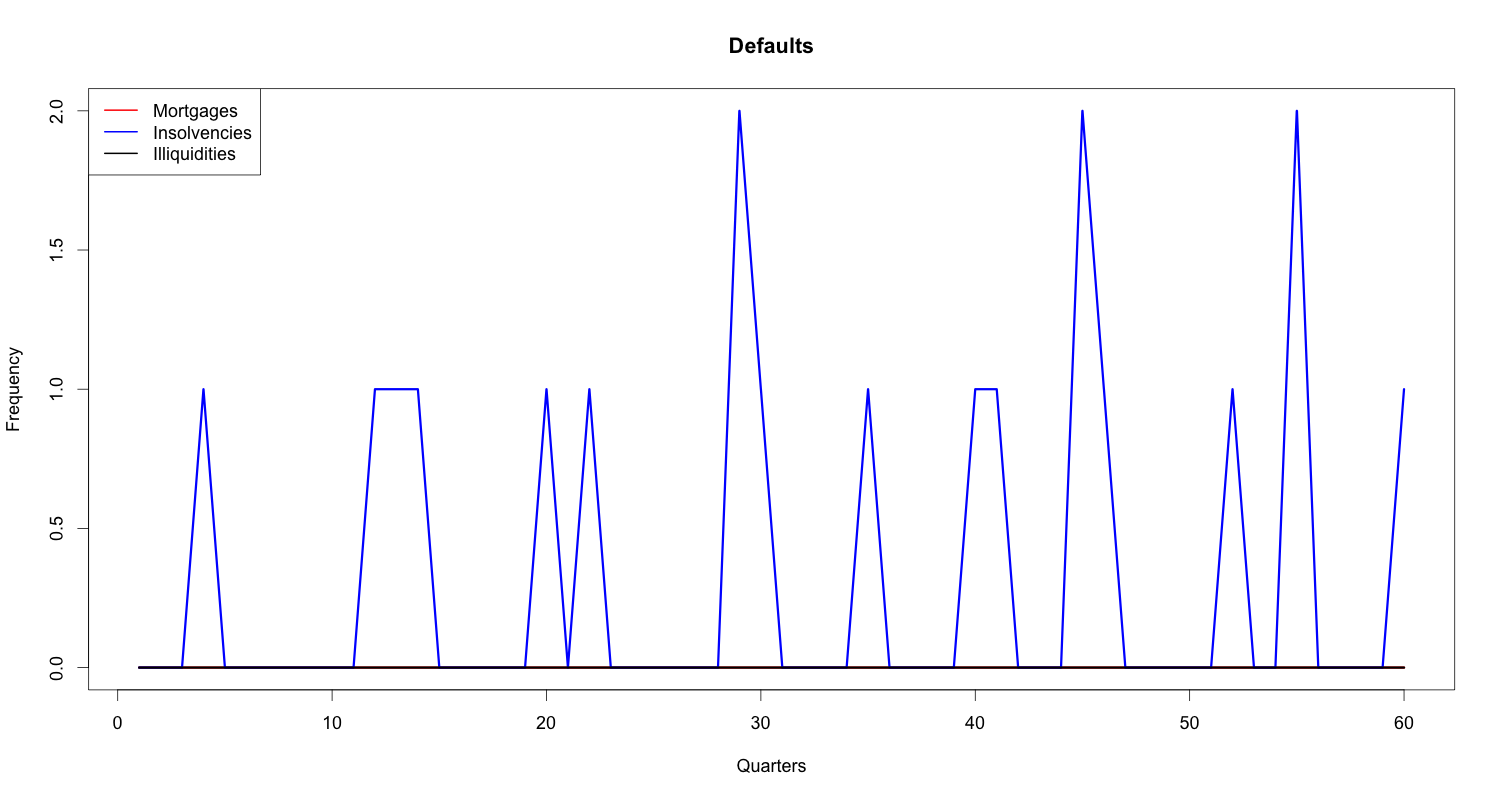 Defaults
Mortgages
Insolvencies
Illiquidities
2.0
1.5
1.0
0.5
0.0
Frequency
0 10 20 30 40 50 60
Quarters